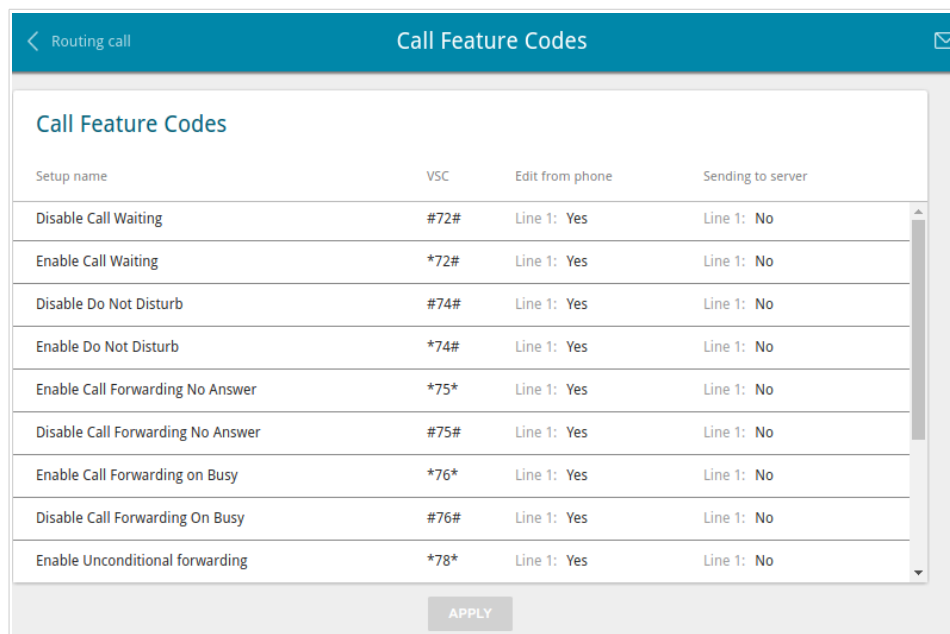 Routing call Call Feature Codes
Call Feature Codes
Setup name VSC Edit from phone Sending to server
Disable Call Waiting #72# Line 1: Yes Line 1: No
Enable Call Waiting *72# Line 1: Yes Line 1: No
Disable Do Not Disturb #74# Line 1: Yes Line 1: No
Enable Do Not Disturb *74# Line 1: Yes Line 1: No
Enable Call Forwarding No Answer *75* Line 1: Yes Line 1: No
Disable Call Forwarding No Answer #75# Line 1: Yes Line 1: No
Enable Call Forwarding on Busy *76* Line 1: Yes Line 1: No
Disable Call Forwarding On Busy #76# Line 1: Yes Line 1: No
Enable Unconditional forwarding *78* Line 1: Yes Line 1: No
APPLY